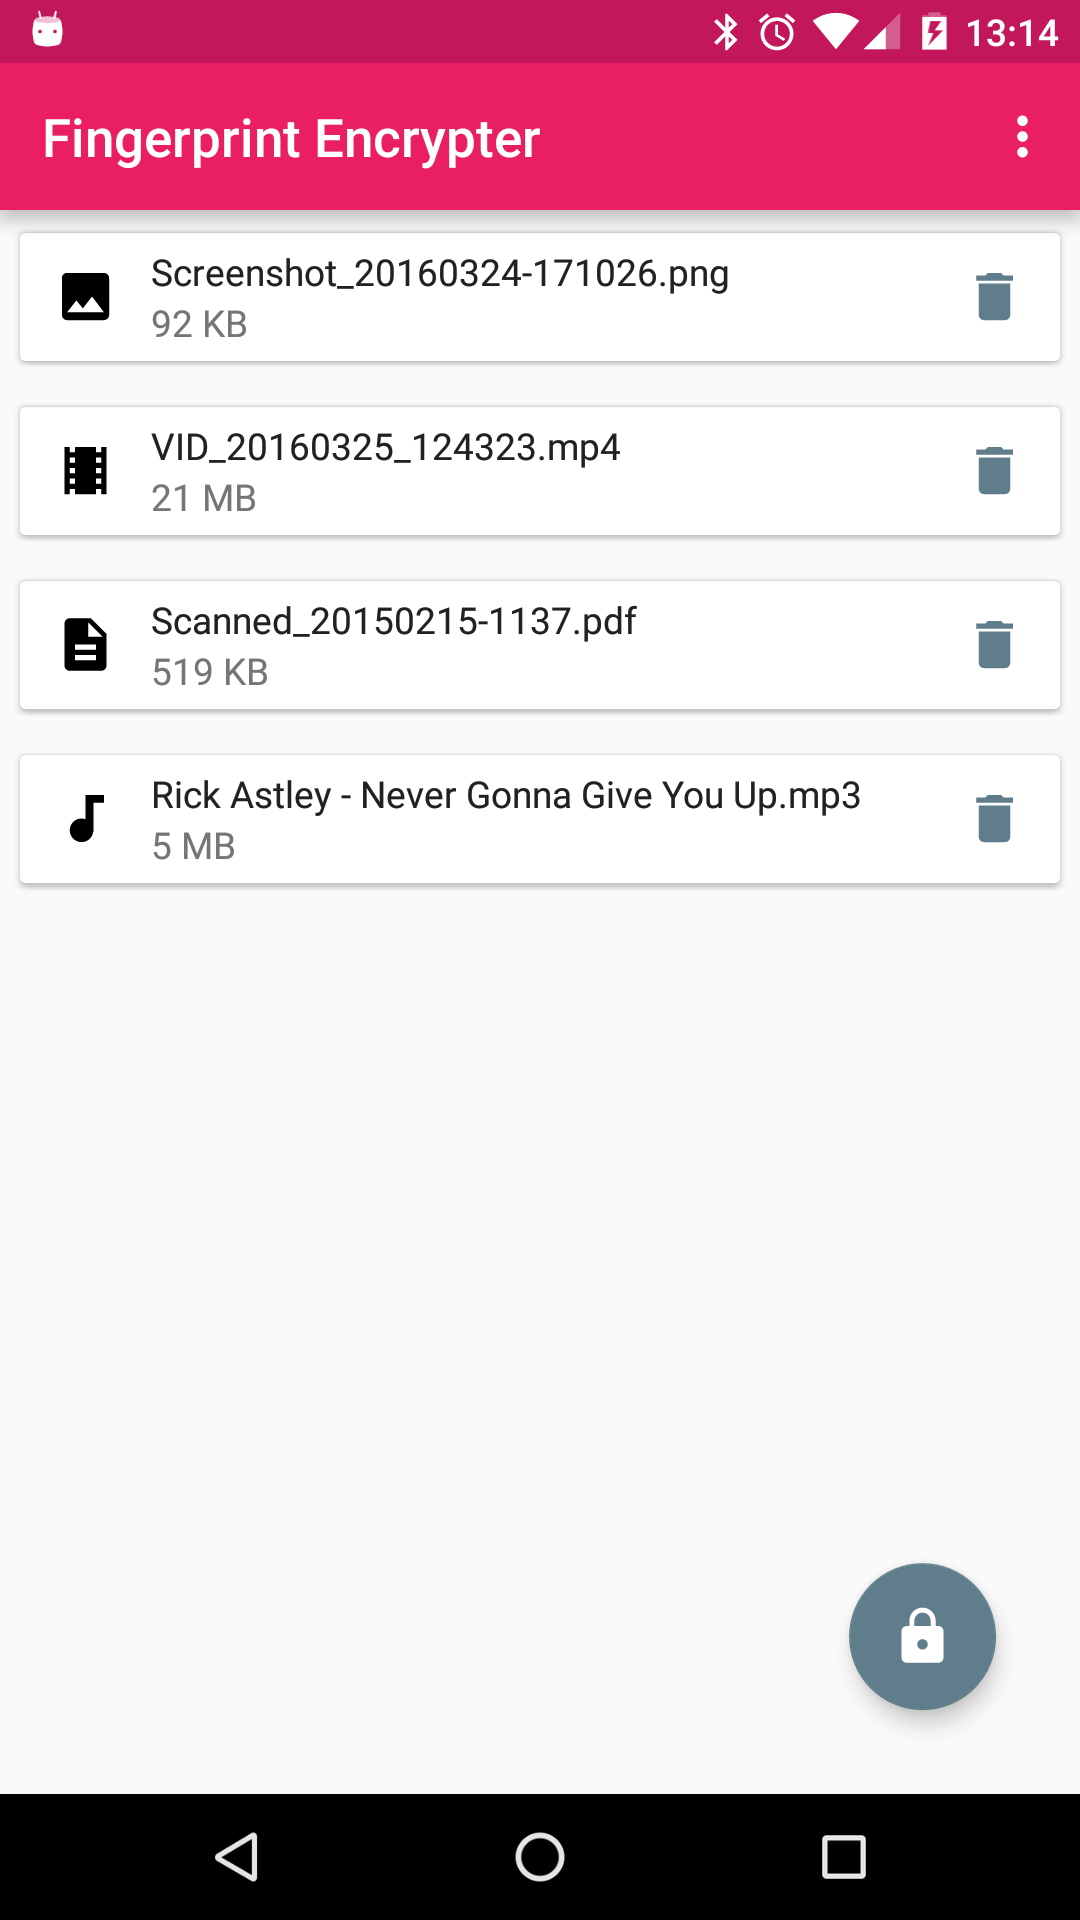 13:14
Fingerprint Encrypter
Screenshot_20160324-171026.png
92 KB
VID_20160325_124323.mp4
21 MB
Scanned_20150215-1137.pdf
519 KB
Rick Astley - Never Gonna Give You Up.mp3
5 MB